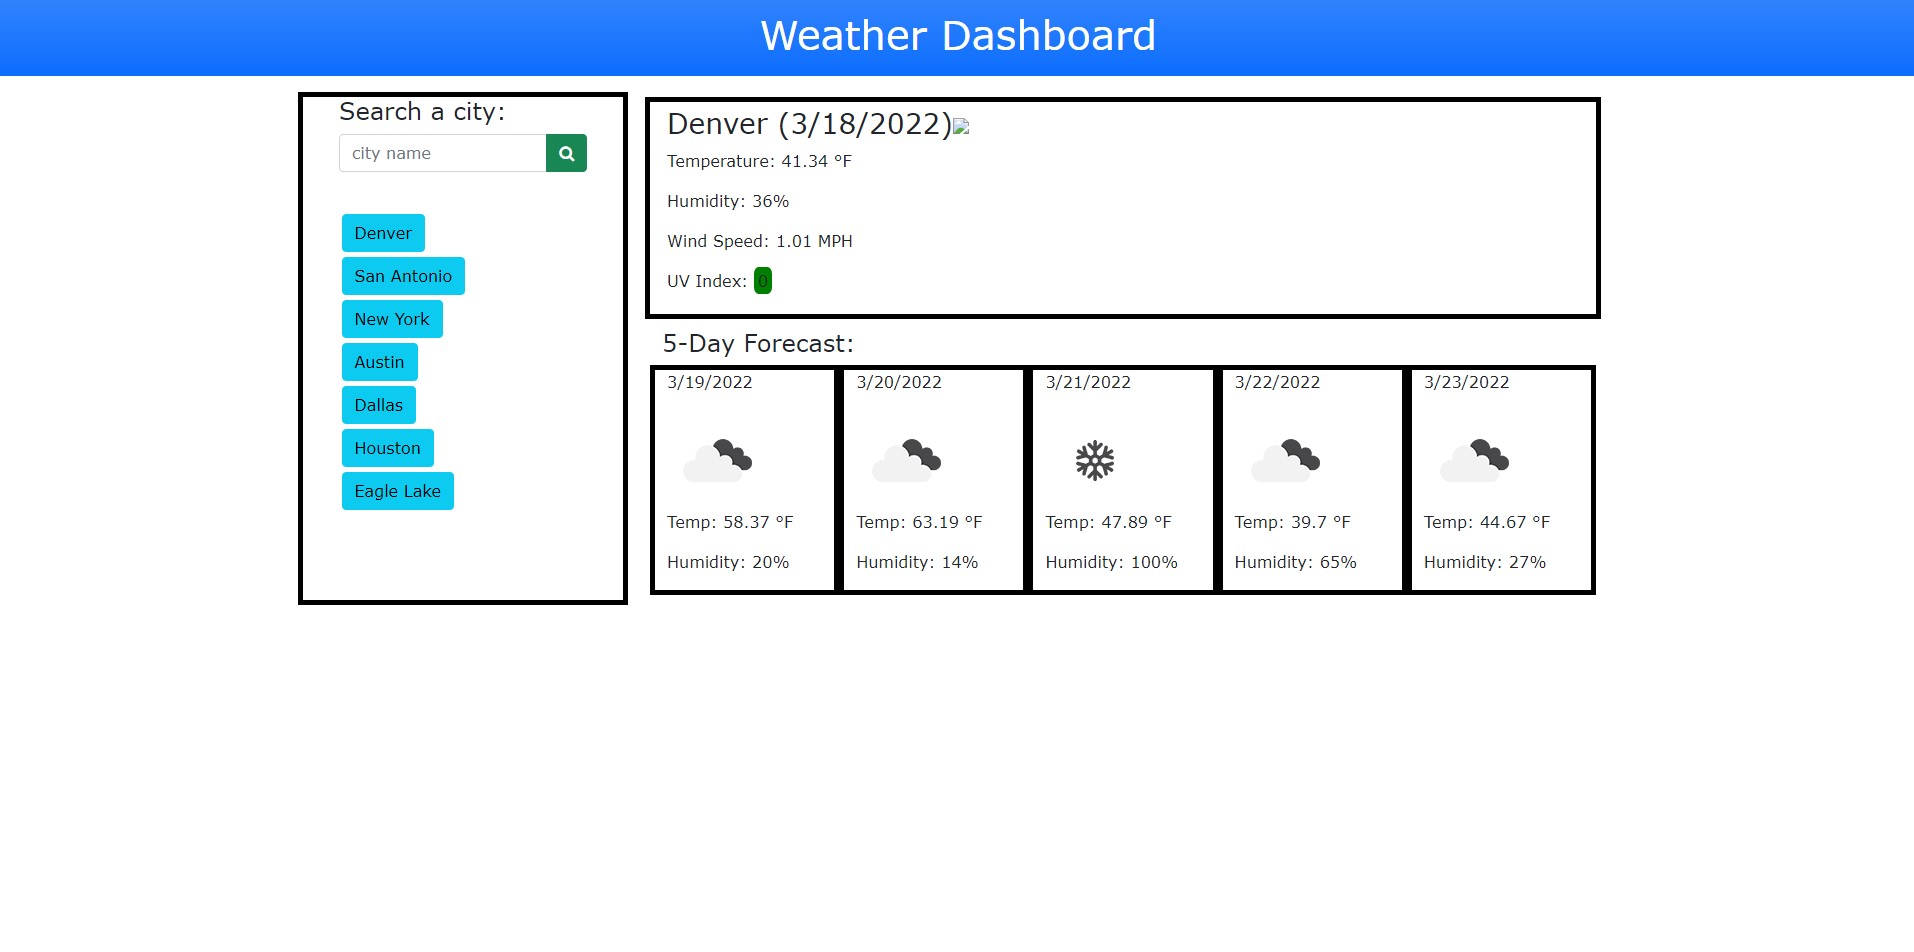 Weather Dashboard
Search a city:
city name
Denver
San Antonio
New York
Austin
Dallas
Houston
Eagle Lake
Denver (3/18/2022)
Temperature: 41.34 °F
Humidity: 36%
Wind Speed: 1.01 MPH
UV Index: 0
5-Day Forecast:
3/19/2022
Temp: 58.37 °F
Humidity: 20%
3/20/2022
Temp: 63.19 °F
Humidity: 14%
3/21/2022
Temp: 47.89 °F
Humidity: 100%
3/22/2022
Temp: 39.7 °F
Humidity: 65%
3/23/2022
Temp: 44.67 °F
Humidity: 27%